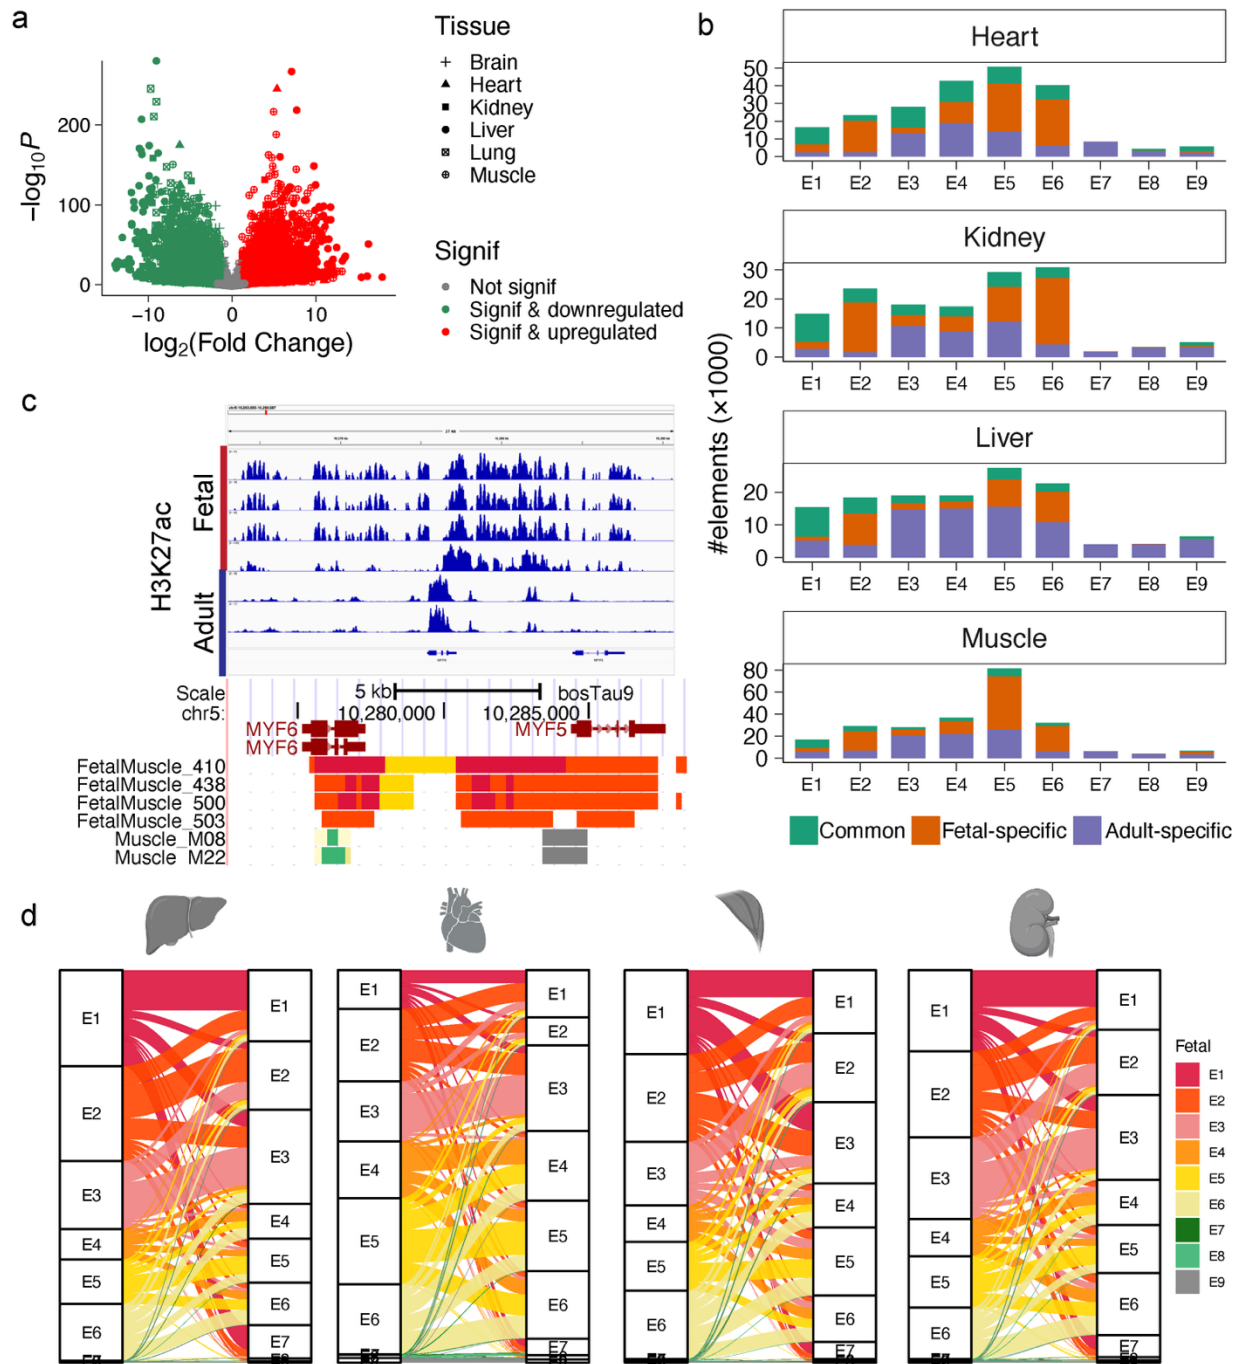 a
Tissue
Brain
Heart
Kidney
Liver
Lung
Muscle
Signif
Not signif
Signif & downregulated
Signif & upregulated
−log10P
200
100
0
−10
0
10
log2(Fold Change)
b
#elements (×1000)
Heart
50
40
30
20
10
0
E1 E2 E3 E4 E5 E6 E7 E8 E9
Kidney
30
20
10
0
E1 E2 E3 E4 E5 E6 E7 E8 E9
Liver
20
10
0
E1 E2 E3 E4 E5 E6 E7 E8 E9
Muscle
80
60
40
20
0
E1 E2 E3 E4 E5 E6 E7 E8 E9
Common Fetal-specific Adult-specific
c
H3K27ac
Fetal
Adult
Scale 5 kb bosTau9
chr5: 10,280,000 10,285,000
MYF6 MYF5
MYF6
FetalMuscle_410
FetalMuscle_438
FetalMuscle_500
FetalMuscle_503
Muscle_M08
Muscle_M22
d
E1
E2
E3
E4
E5
E6
E1
E2
E3
E4
E5
E6
E7
E1
E2
E3
E4
E5
E6
E1
E2
E3
E4
E5
E6
E7
E1
E2
E3
E4
E5
E6
E1
E2
E3
E4
E5
E6
E7
E1
E2
E3
E4
E5
E6
E1
E2
E3
E4
E5
E6
E7
Fetal
E1
E2
E3
E4
E5
E6
E7
E8
E9